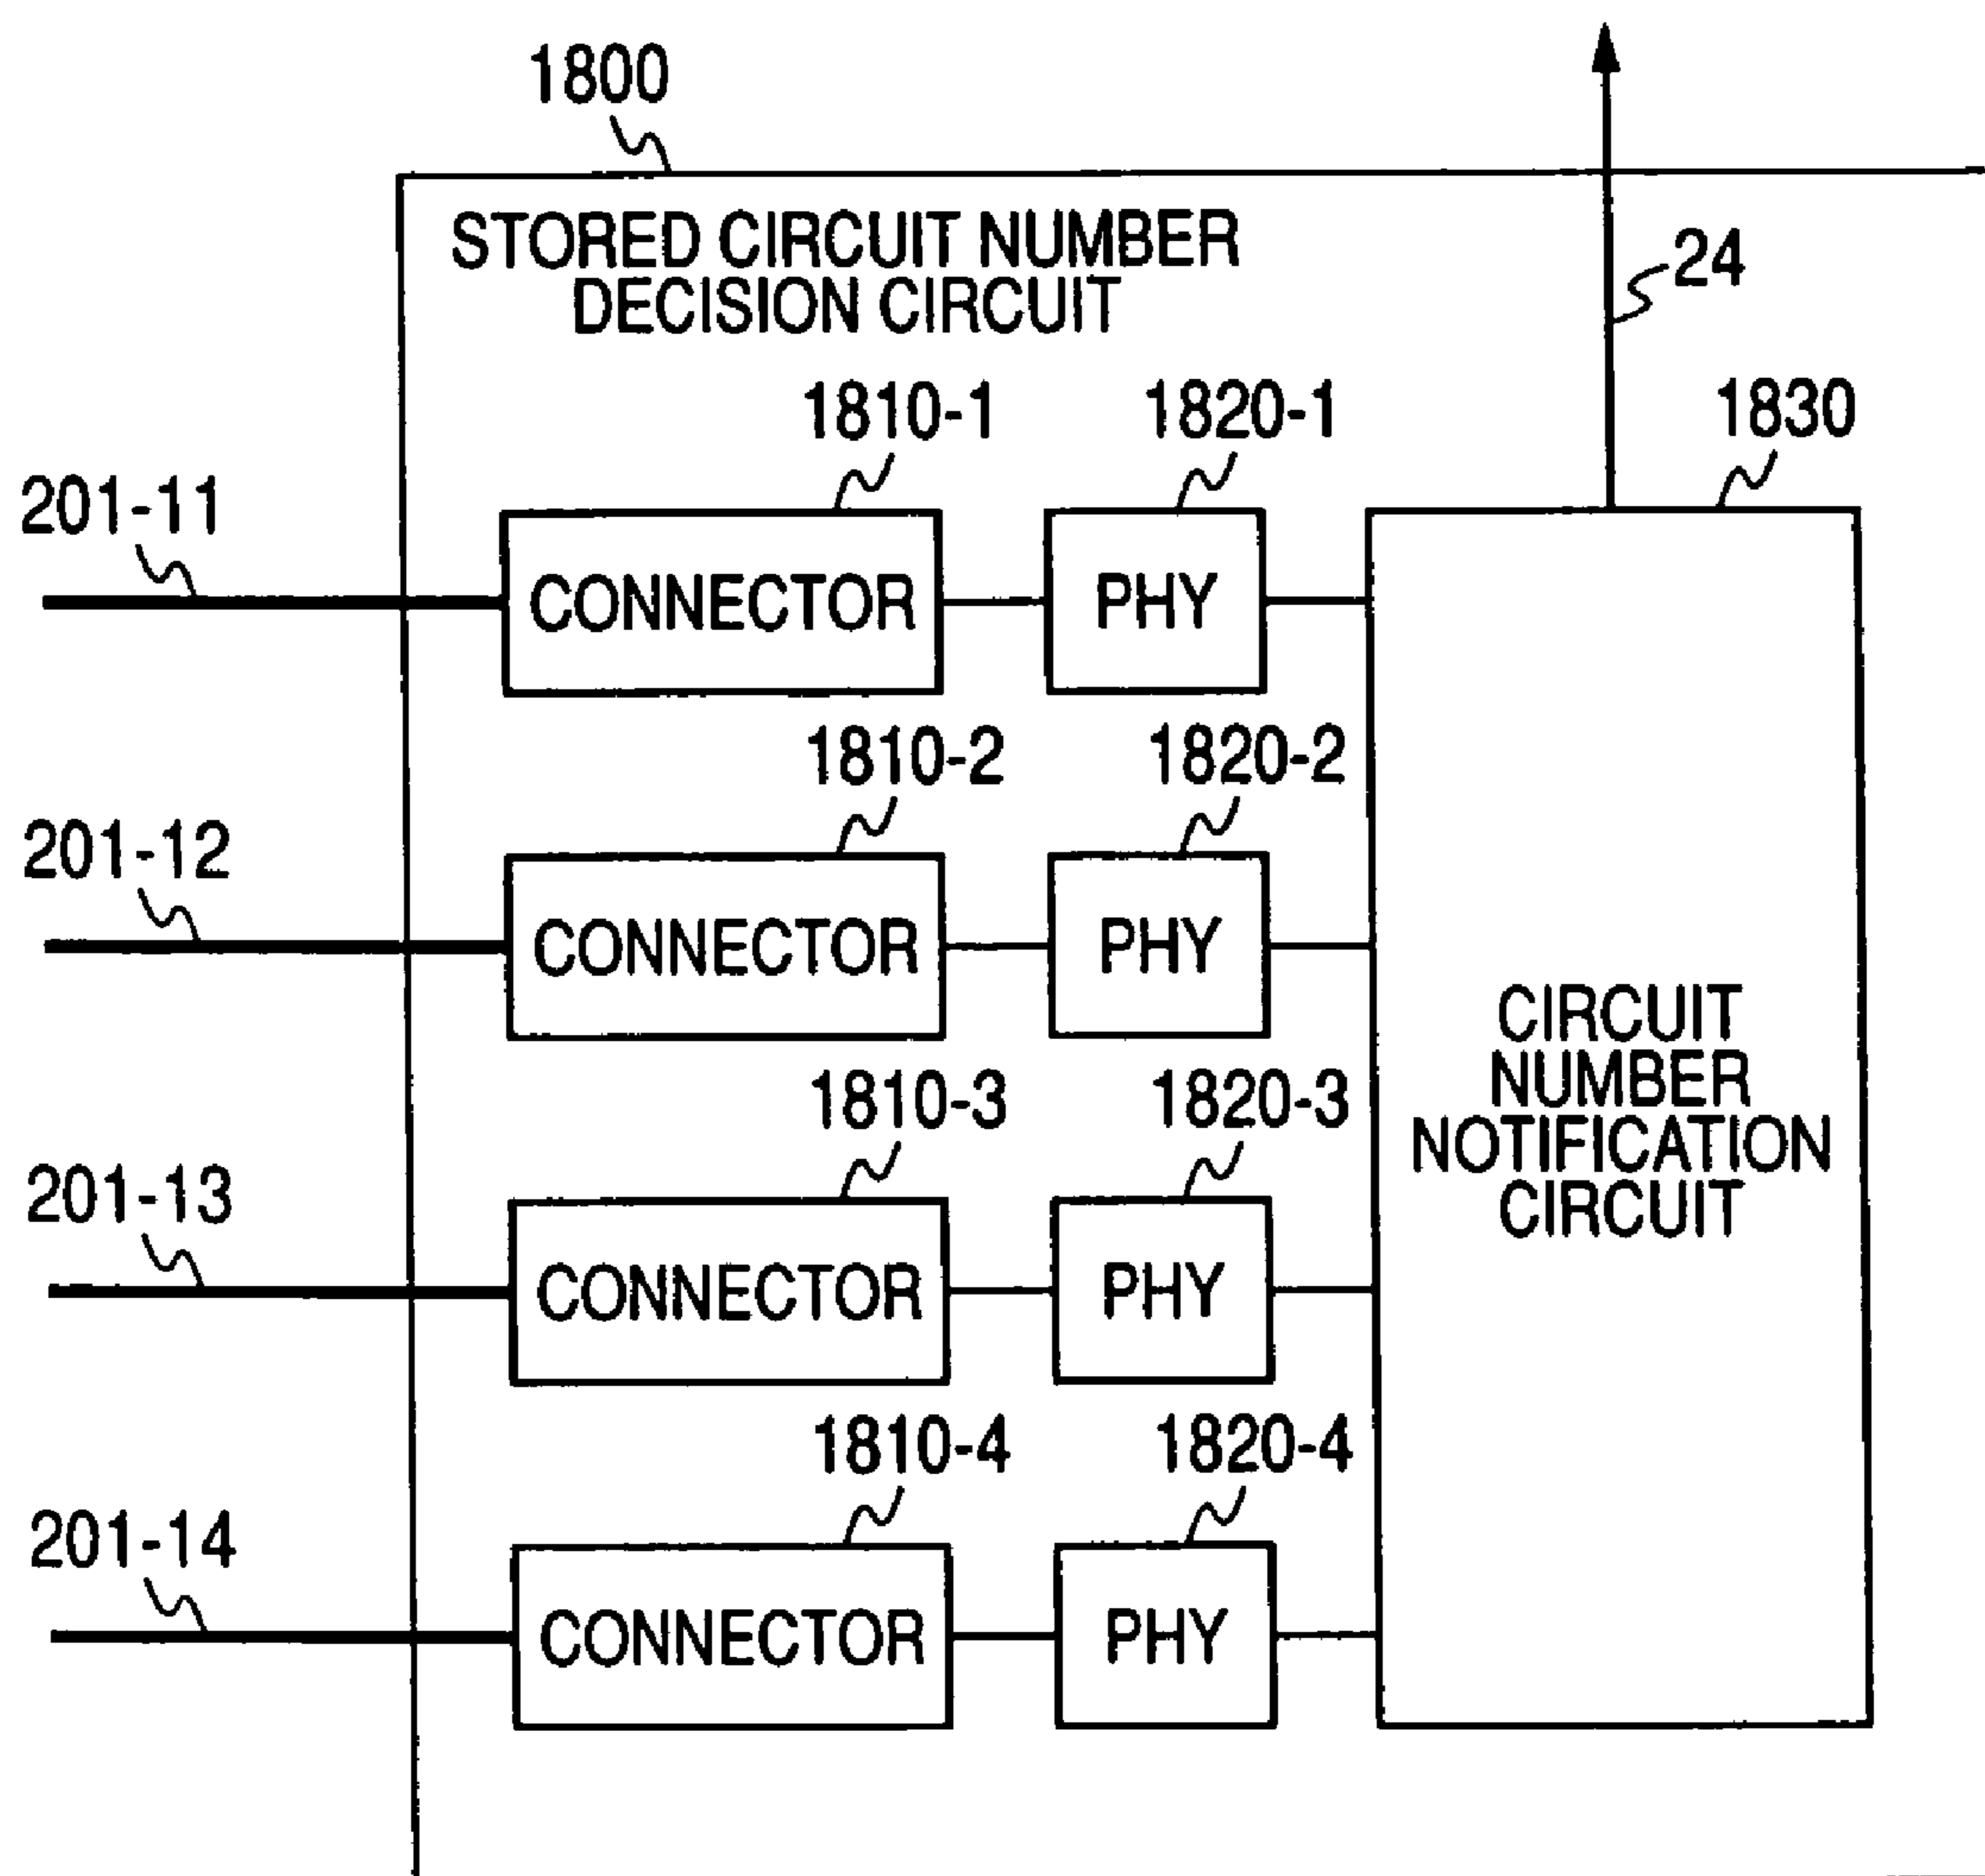 1800
STORED CIRCUIT NUMBER
DECISION CIRCUIT
24
1810-1
1820-1
1830
201-11
CONNECTOR
PHY
1810-2
1820-2
201-12
CONNECTOR
PHY
CIRCUIT
NUMBER
NOTIFICATION
CIRCUIT
1810-3
1820-3
201-13
CONNECTOR
PHY
1810-4
1820-4
201-14
CONNECTOR
PHY